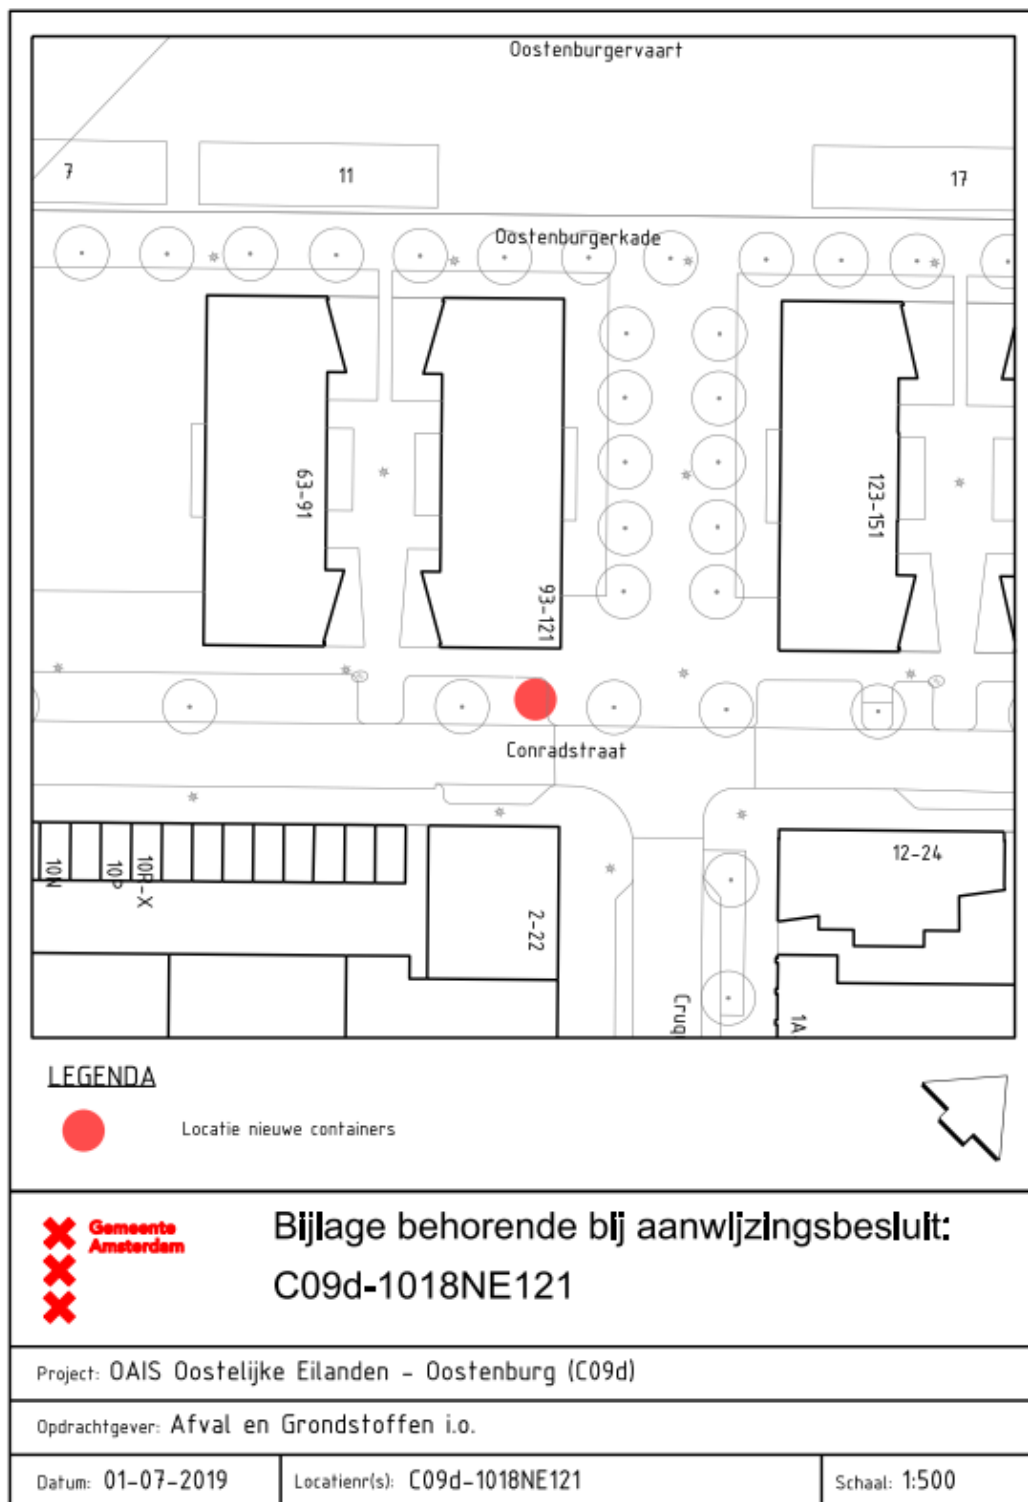 Oostenburgervaart
7
11
17
Oostenburgerkade
63-91
93-121
123-151
Conradstraat
10N
10P
10R-X
2-22
12-24
Cruq
1A
LEGENDA
Locatie nieuwe containers
Gemeente
Amsterdam
Bijlage behorende bij aanwijzingsbesluit:
C09d-1018NE121
Project: OAIS Oostelijke Eilanden - Oostenburg (C09d)
Opdrachtgever: Afval en Grondstoffen i.o.
Datum: 01-07-2019
Locatienr(s): C09d-1018NE121
Schaal: 1:500